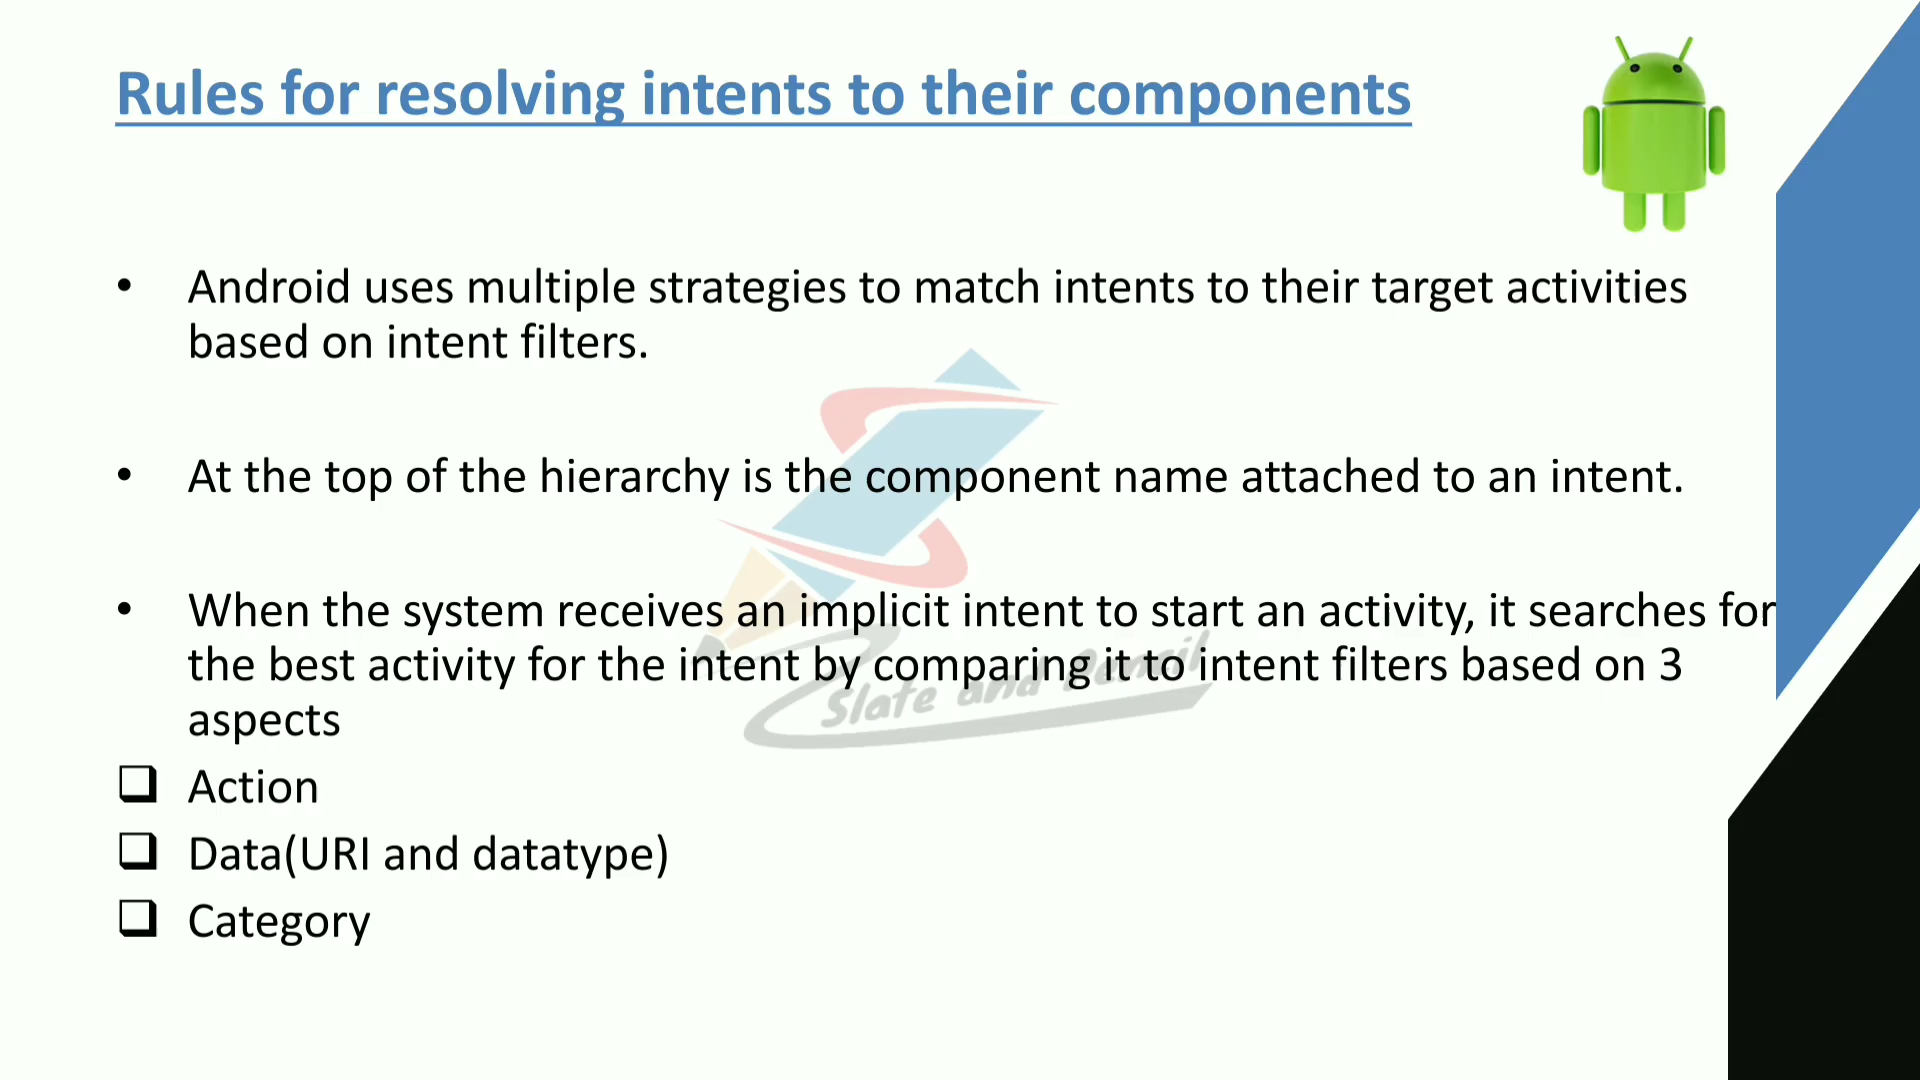 Rules for resolving intents to their components
• Android uses multiple strategies to match intents to their target activities
based on intent filters.
• At the top of the hierarchy is the component name attached to an intent.
• When the system receives an implicit intent to start an activity, it searches for
the best activity for the intent by comparing it to intent filters based on 3
aspects
Slate and Pencil
❑ Action
❑ Data(URI and datatype)
❑ Category